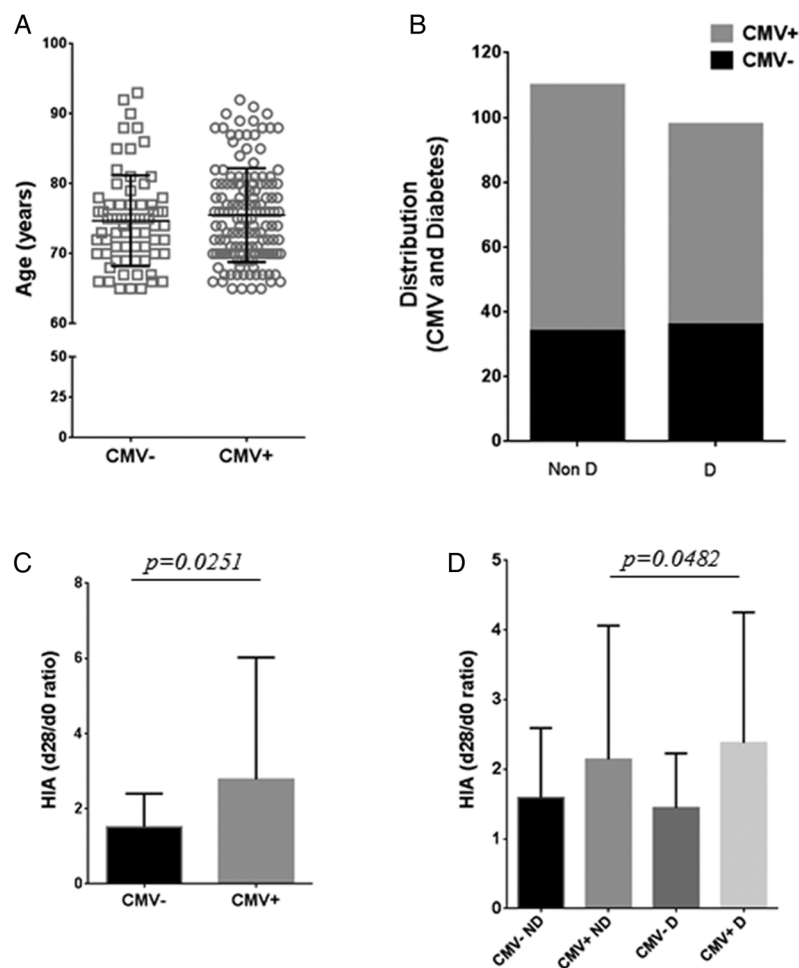 A
100
90
80
70
60
50
25
0
Age (years)
CMV-
CMV+
B
CMV+
CMV-
120
100
80
60
40
20
0
Distribution
(CMV and Diabetes)
Non D
D
C
p=0.0251
8
6
4
2
0
HIA (d28/d0 ratio)
CMV-
CMV+
D
p=0.0482
5
4
3
2
1
0
HIA (d28/d0 ratio)
CMV- ND
CMV+ ND
CMV- D
CMV+ D